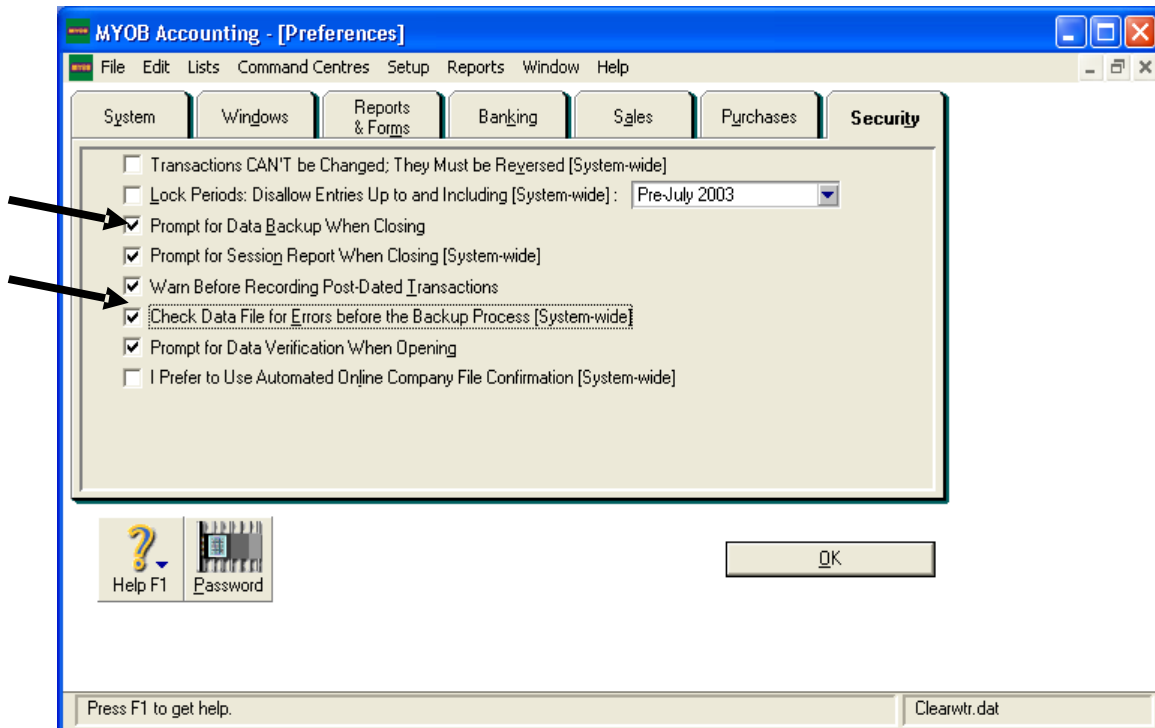 MYOB Accounting - [Preferences]
MYOB File Edit Lists Command Centres Setup Reports Window Help
System Windows Reports & Forms Banking Sales Purchases Security
Transactions CAN'T be Changed; They Must be Reversed [System-wide]
Lock Periods: Disallow Entries Up to and Including [System-wide] : Pre-July 2003
Prompt for Data Backup When Closing
Prompt for Session Report When Closing [System-wide]
Warn Before Recording Post-Dated Transactions
Check Data File for Errors before the Backup Process [System-wide]
Prompt for Data Verification When Opening
I Prefer to Use Automated Online Company File Confirmation [System-wide]
?
Help F1 Password
OK
Press F1 to get help. Clearwtr.dat